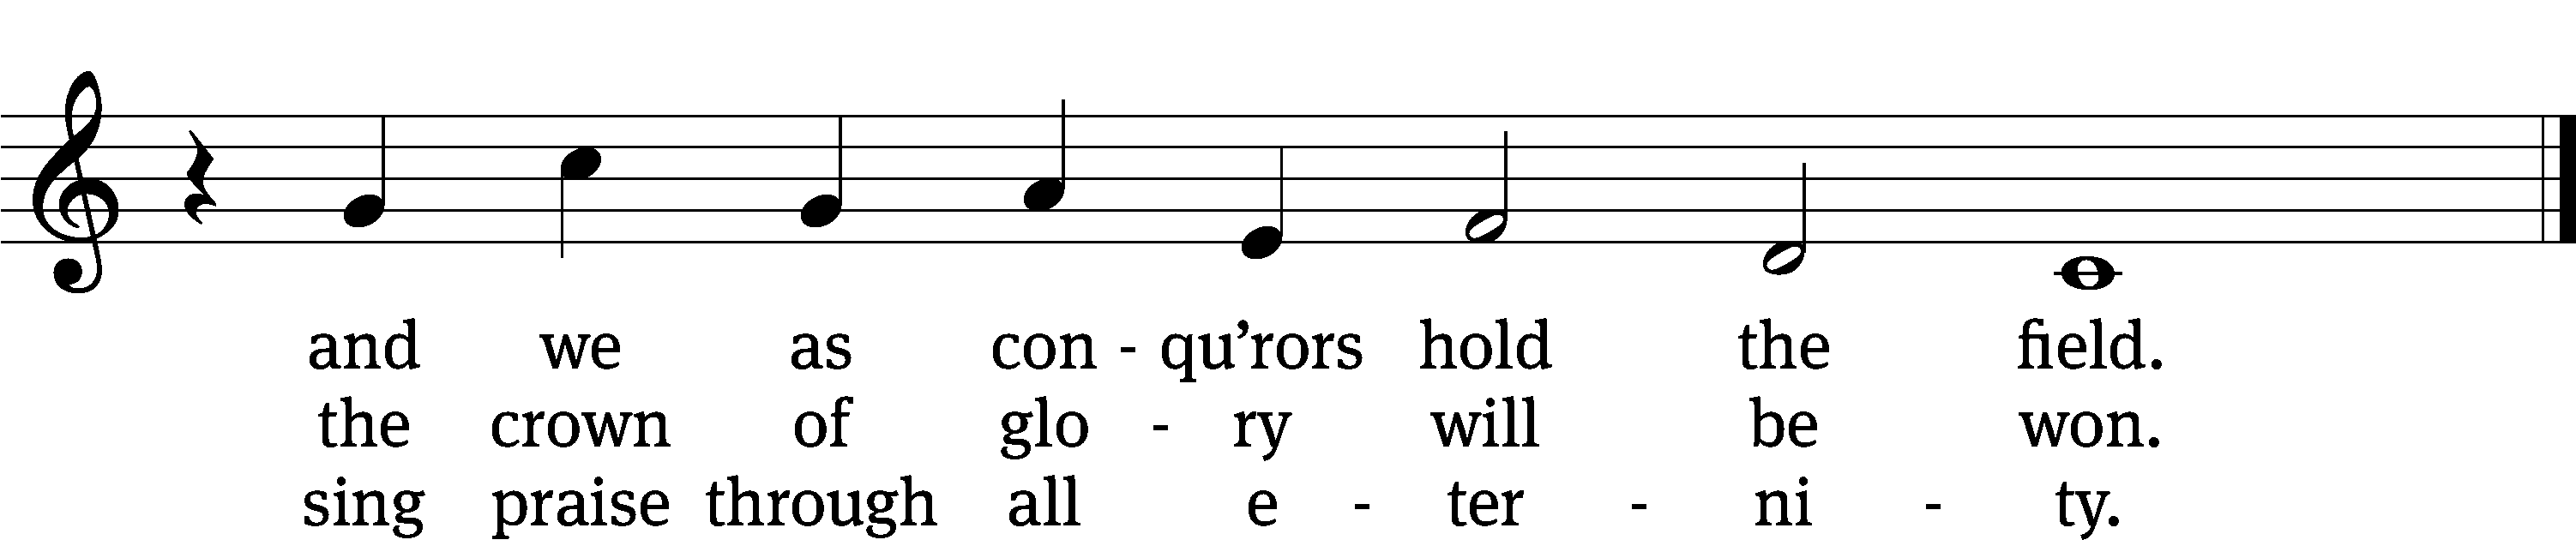 and we as con - qu’rors hold the field.
the crown of glo - ry will be won.
sing praise through all e - ter - ni - ty.